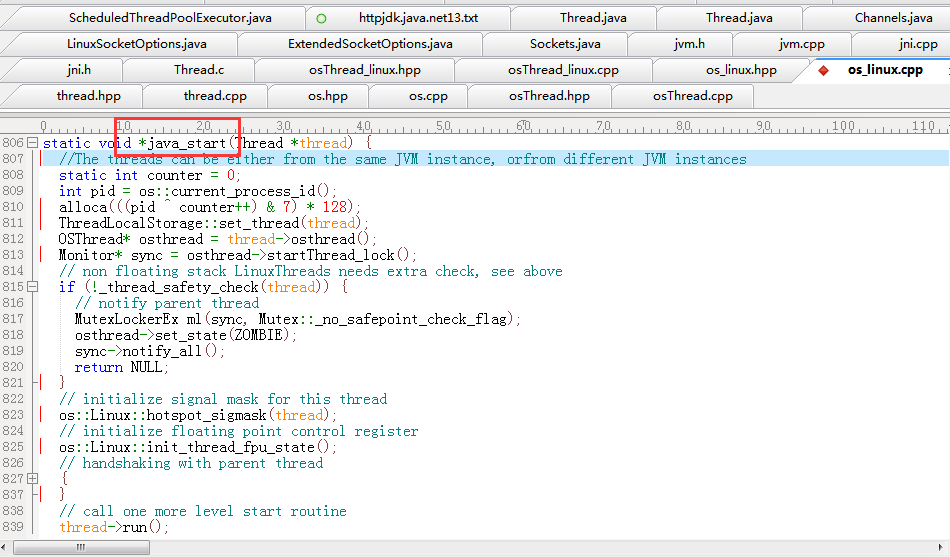 ScheduledThreadPoolExecutor.java httpjdk.java.net13.txt Thread.java Thread.java Channels.java
LinuxSocketOptions.java ExtendedSocketOptions.java Sockets.java jvm.h jvm.cpp jni.cpp
jni.h Thread.c osThread_linux.hpp osThread_linux.cpp os_linux.hpp os_linux.cpp
thread.hpp thread.cpp os.hpp os.cpp osThread.hpp osThread.cpp
0 10 20 30 40 50 60 70 80 90 100 110
806 static void *java_start(Thread *thread) {
807 //The threads can be either from the same JVM instance, orfrom different JVM instances
808 static int counter = 0;
809 int pid = os::current_process_id();
810 alloca(((pid ^ counter++) & 7) * 128);
811 ThreadLocalStorage::set_thread(thread);
812 OSThread* osthread = thread->osthread();
813 Monitor* sync = osthread->startThread_lock();
814 // non floating stack LinuxThreads needs extra check, see above
815 if (!_thread_safety_check(thread)) {
816 // notify parent thread
817 MutexLockerEx ml(sync, Mutex::_no_safepoint_check_flag);
818 osthread->set_state(ZOMBIE);
819 sync->notify_all();
820 return NULL;
821 }
822 // initialize signal mask for this thread
823 os::Linux::hotspot_sigmask(thread);
824 // initialize floating point control register
825 os::Linux::init_thread_fpu_state();
826 // handshaking with parent thread
827 {
837 }
838 // call one more level start routine
839 thread->run();